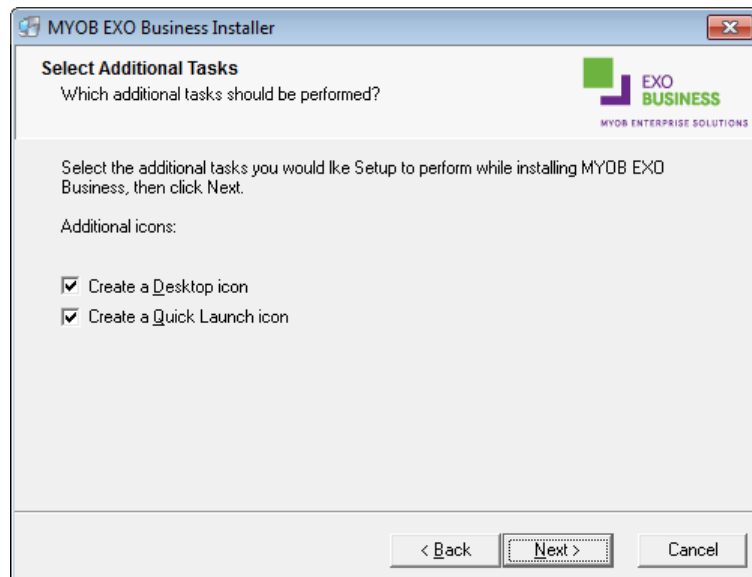 MYOB EXO Business Installer
Select Additional Tasks
Which additional tasks should be performed?
EXO
BUSINESS
MYOB ENTERPRISE SOLUTIONS
Select the additional tasks you would lke Setup to perform while installing MYOB EXO
Business, then click Next.
Additional icons:
Create a Desktop icon
Create a Quick Launch icon
< Back
Next >
Cancel